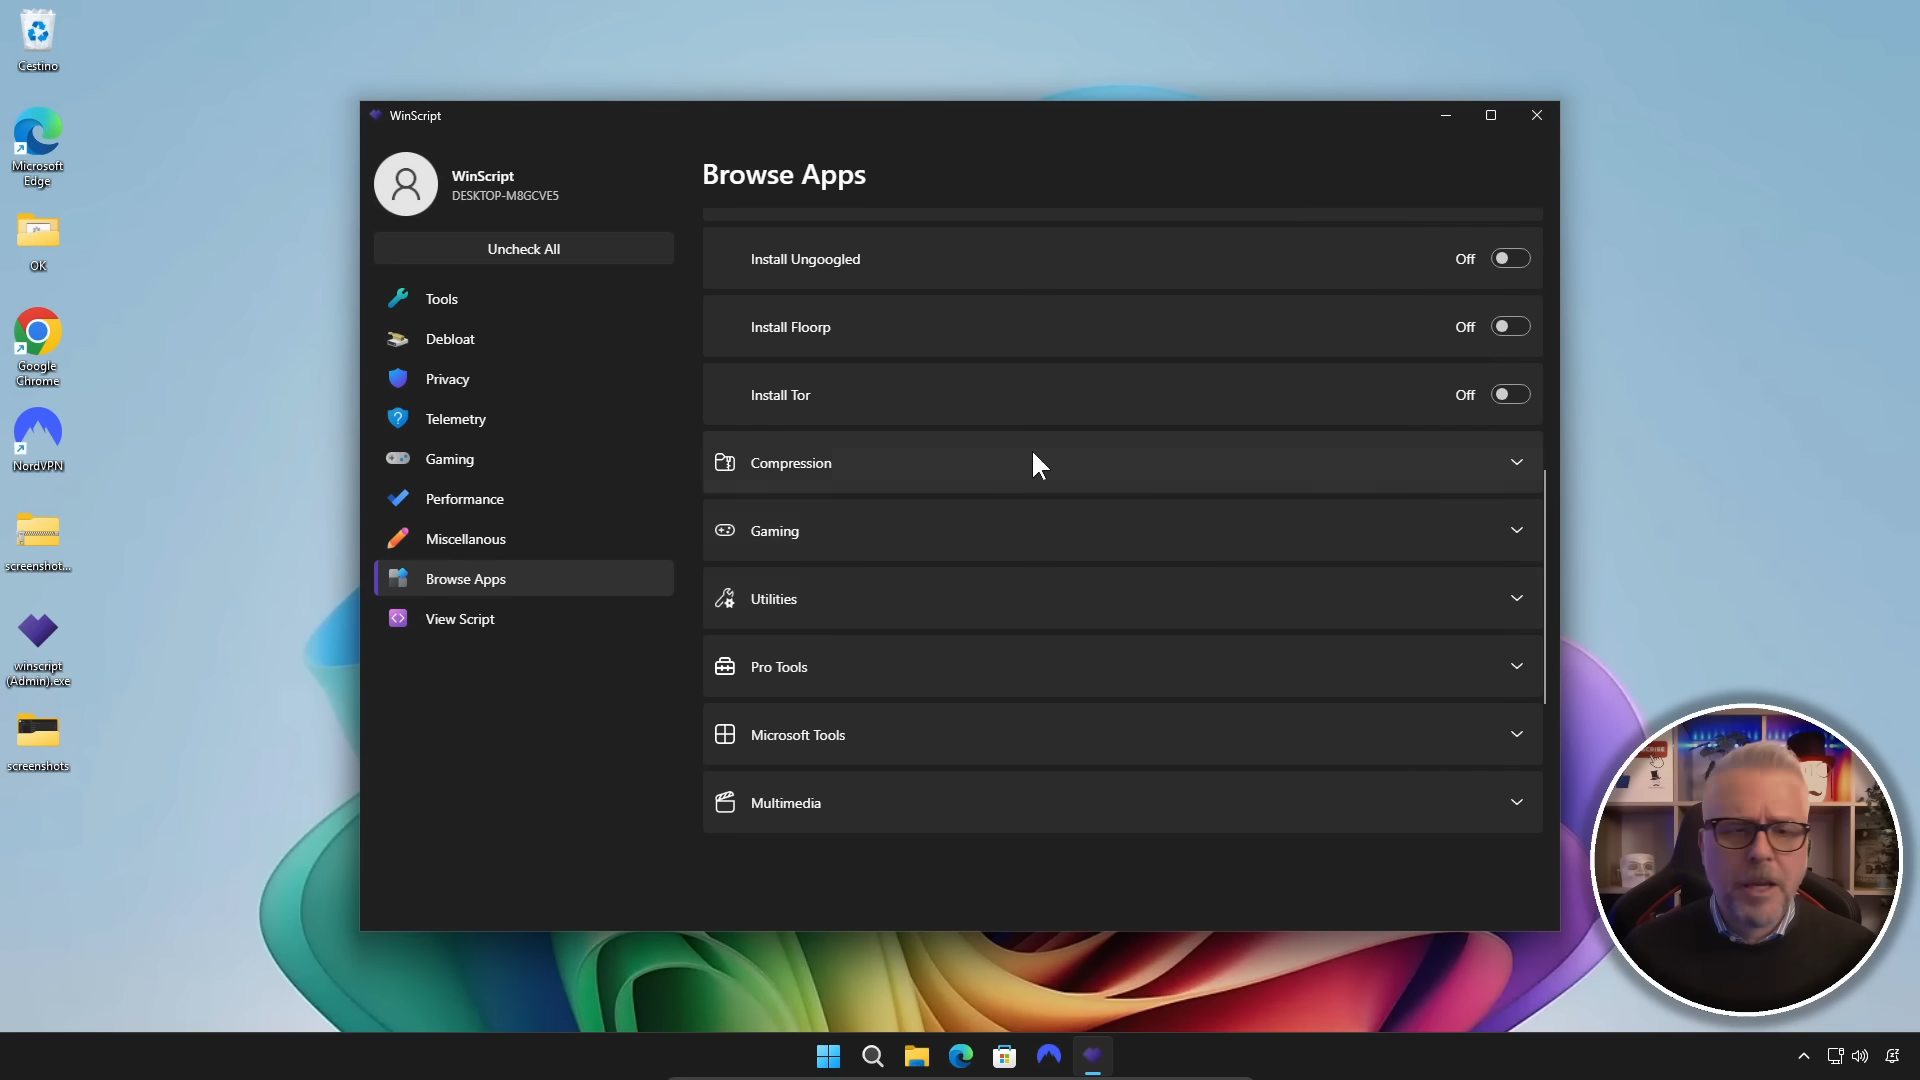 Cestino
Microsoft
Edge
OK
Google
Chrome
NordVPN
screenshot...
winscript
(Admin).exe
screenshots
WinScript
WinScript
DESKTOP-M8GCVE5
Uncheck All
Tools
Debloat
Privacy
Telemetry
Gaming
Performance
Miscellanous
Browse Apps
View Script
Browse Apps
Install Ungoogled Off
Install Floorp Off
Install Tor Off
Compression
Gaming
Utilities
Pro Tools
Microsoft Tools
Multimedia